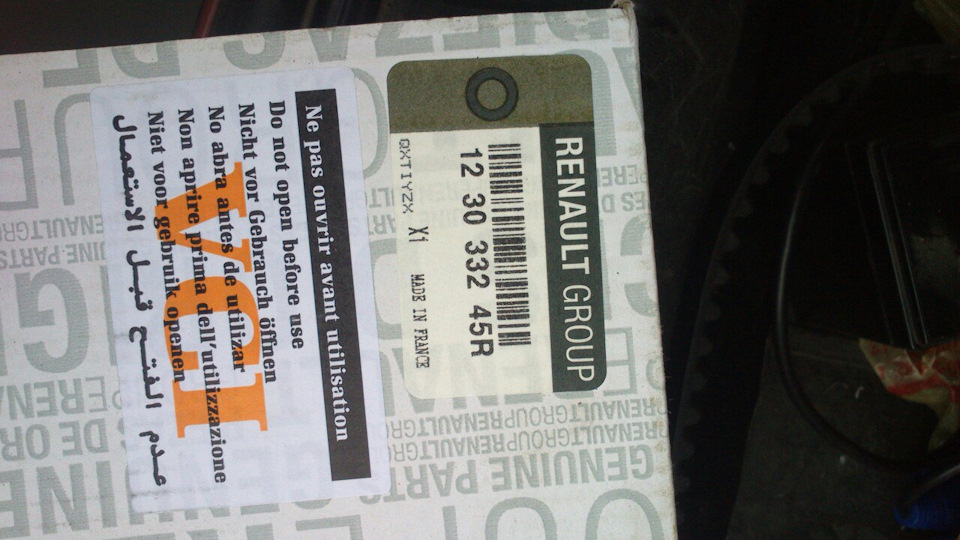 RENAULT GROUP
12 30 332 45R
QXTIYZX X1 MADE IN FRANCE
Ne pas ouvrir avant utilisation
Do not open before use
Nicht vor Gebrauch öffnen
No abra antes de utilizar
Non aprire prima dell'utilizzazione
Niet voor gebruik openen
عدم الفتح قبل الاستعمال
GENUINE PARTS
RENAULTGROUP
PIEZAS DE